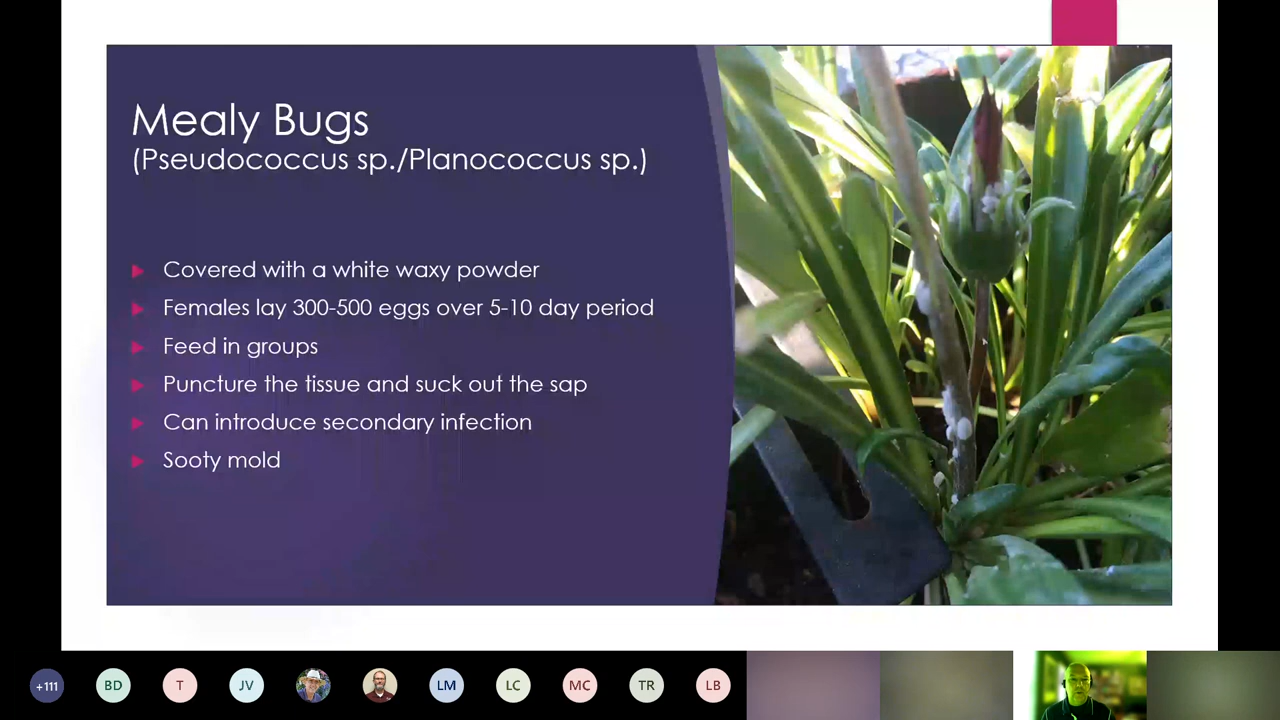 Mealy Bugs
(Pseudococcus sp./Planococcus sp.)
Covered with a white waxy powder
Females lay 300-500 eggs over 5-10 day period
Feed in groups
Puncture the tissue and suck out the sap
Can introduce secondary infection
Sooty mold
+111 BD T JV LM LC MC TR LB